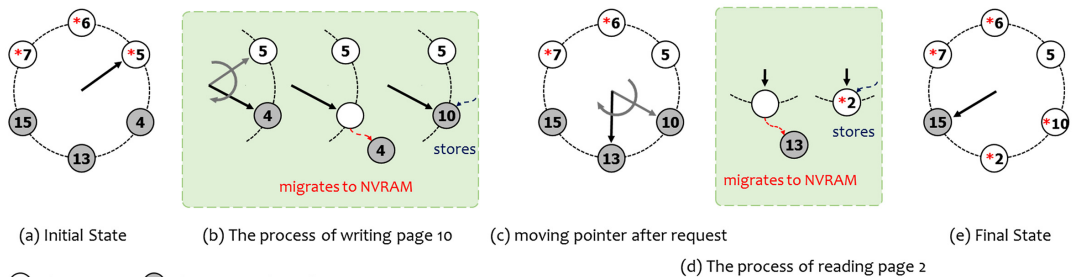 *6
*7
*5
15
4
13
5
5
5
4
10
4
stores
migrates to NVRAM
*6
*7
5
15
10
13
*2
stores
13
migrates to NVRAM
*6
*7
5
15
*10
*2
(a) Initial State
(b) The process of writing page 10
(c) moving pointer after request
(d) The process of reading page 2
(e) Final State